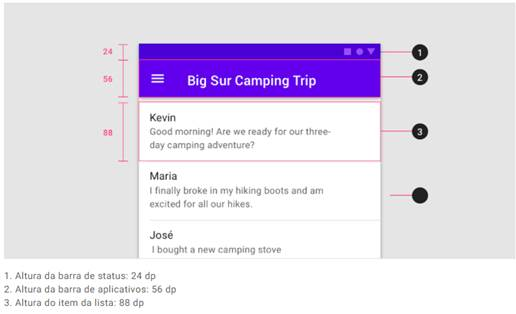 24
1
56
Big Sur Camping Trip
2
Kevin
88
Good morning! Are we ready for our three-
day camping adventure?
3
Maria
I finally broke in my hiking boots and am
excited for all our hikes.
José
I bought a new camping stove
1. Altura da barra de status: 24 dp
2. Altura da barra de aplicativos: 56 dp
3. Altura do item da lista: 88 dp